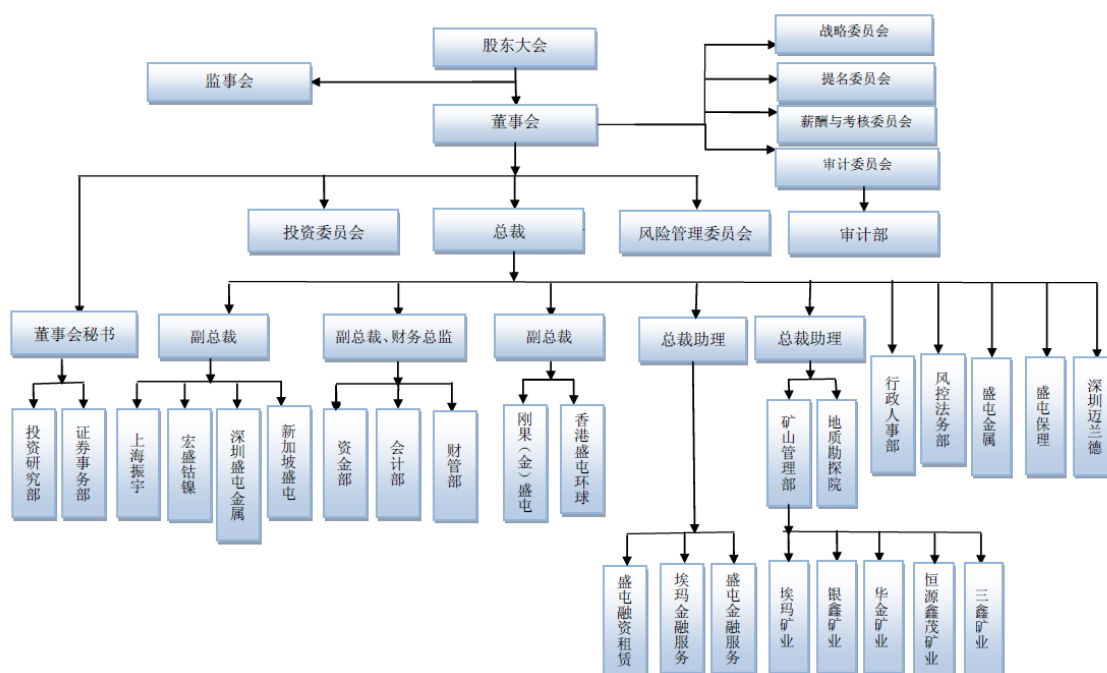 股东大会
战略委员会
监事会
提名委员会
董事会
薪酬与考核委员会
审计委员会
投资委员会
总裁
风险管理委员会
审计部
董事会秘书
副总裁
副总裁、财务总监
副总裁
总裁助理
总裁助理
行政人事部
风控法务部
盛屯金属
盛屯保理
深圳迈兰德
投资研究部
证券事务部
上海振宇
宏盛钴镍
深圳盛屯金属
新加坡盛屯
资金部
会计部
财管部
刚果（金）盛屯
香港盛屯环球
矿山管理部
地质勘探院
盛屯融资租赁
埃玛金融服务
盛屯金融服务
埃玛矿业
银鑫矿业
华金矿业
恒源鑫茂矿业
三鑫矿业